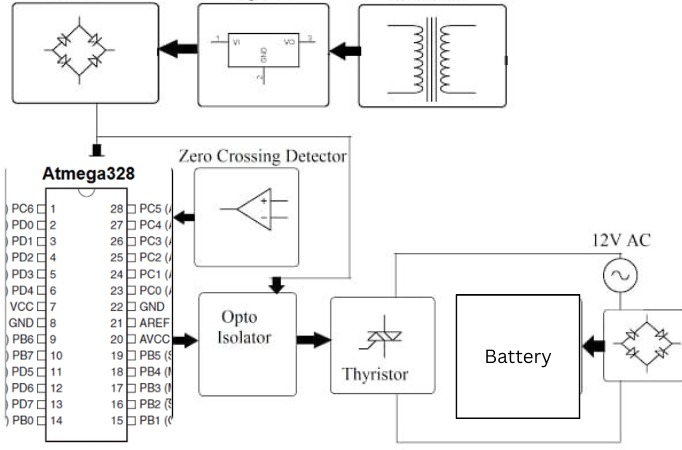 1 VI VO 3
GND
2
Atmega328
Zero Crossing Detector
) PC6 1 28 PC5 (
) PD0 2 27 PC4 (
) PD1 3 26 PC3 (
) PD2 4 25 PC2 (
) PD3 5 24 PC1 (
) PD4 6 23 PC0 (
VCC 7 22 GND
GND 8 21 AREF
) PB6 9 20 AVCC
) PB7 10 19 PB5 (
) PD5 11 18 PB4 (
) PD6 12 17 PB3 (
) PD7 13 16 PB2 (
) PB0 14 15 PB1 (
+
−
Opto
Isolator
Thyristor
12V AC
Battery